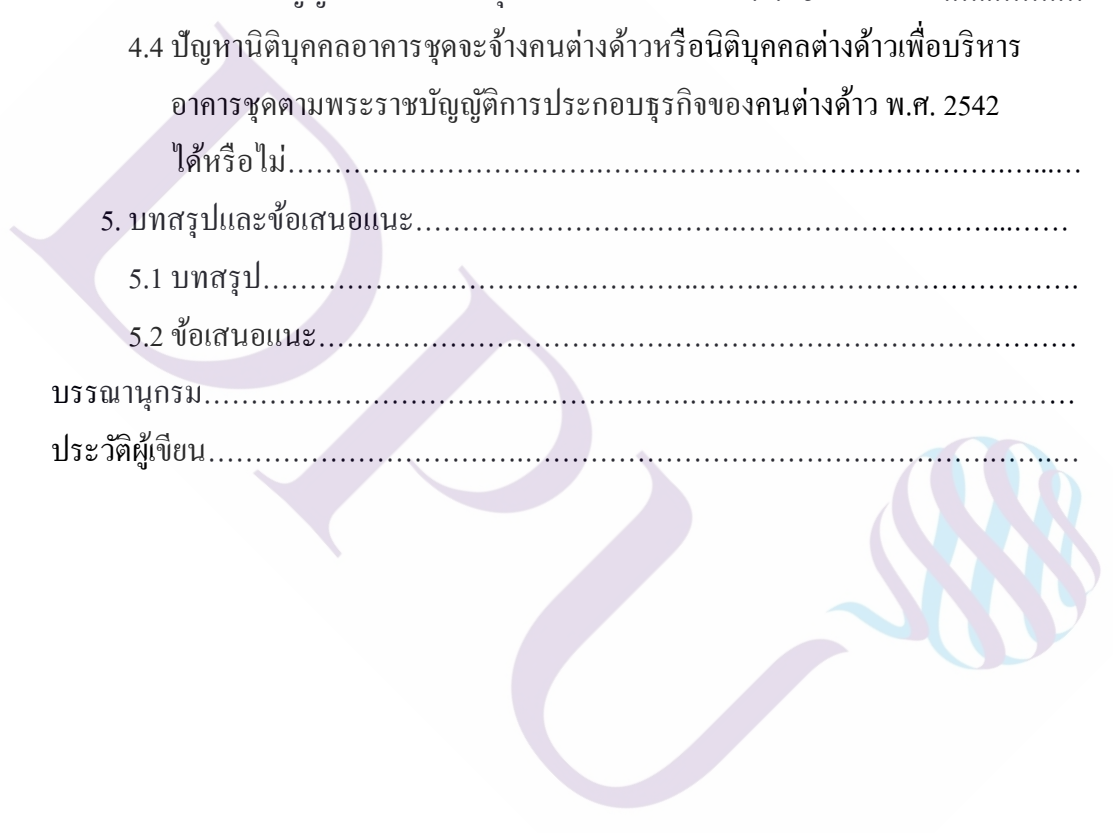 4.4 ปัญหานิติบุคคลอาคารชุดจะจ้างคนต่างด้าวหรือนิติบุคคลต่างด้าวเพื่อบริหาร
อาคารชุดตามพระราชบัญญัติการประกอบธุรกิจของคนต่างด้าว พ.ศ. 2542
ได้หรือไม่……………………………………………………………………………
5. บทสรุปและข้อเสนอแนะ……………………………………………………………
5.1 บทสรุป……………………………………………………………………………
5.2 ข้อเสนอแนะ………………………………………………………………………
บรรณานุกรม……………………………………………………………………………
ประวัติผู้เขียน……………………………………………………………………………
DPU